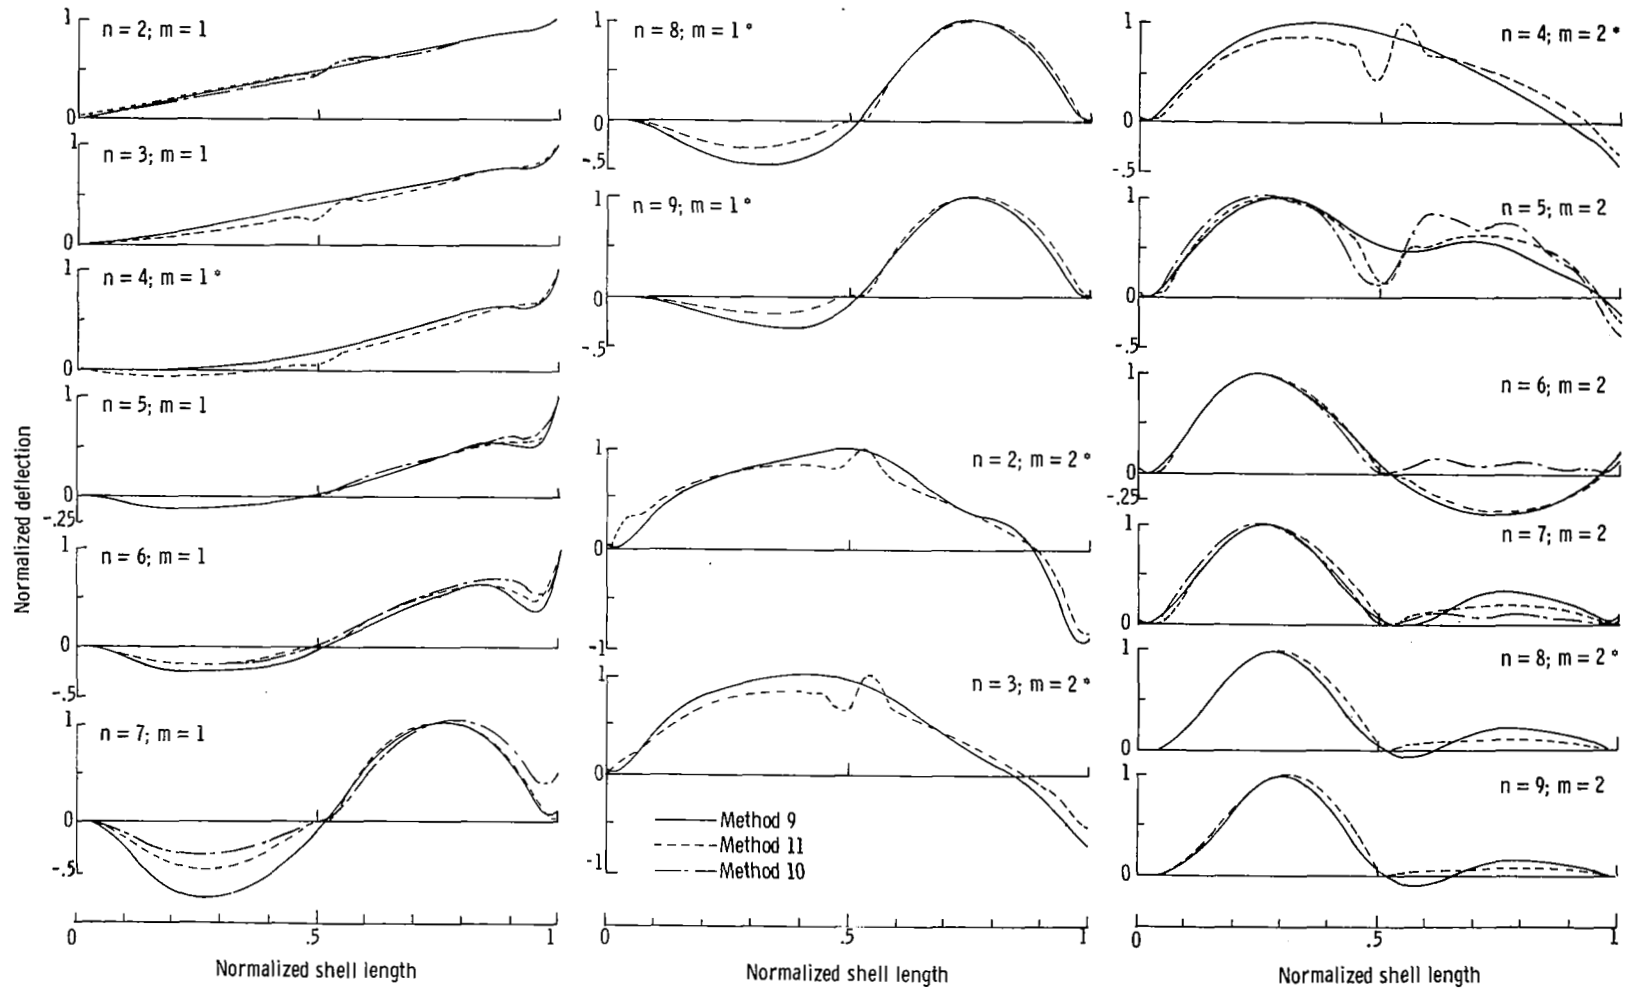 Normalized deflection
1
n = 2; m = 1
0
1
n = 3; m = 1
0
1
n = 4; m = 1 *
0
1
n = 5; m = 1
0
-.25
1
n = 6; m = 1
0
-.5
1
n = 7; m = 1
0
-.5
0
.5
1
Normalized shell length
1
n = 8; m = 1 *
0
-.5
1
n = 9; m = 1 *
0
-.5
1
n = 2; m = 2 *
0
-1
1
n = 3; m = 2 *
0
-1
Method 9
Method 11
Method 10
0
.5
1
Normalized shell length
1
n = 4; m = 2 *
0
-.5
1
n = 5; m = 2
0
-.5
1
n = 6; m = 2
0
-.25
1
n = 7; m = 2
0
1
n = 8; m = 2 *
0
1
n = 9; m = 2
0
0
.5
1
Normalized shell length